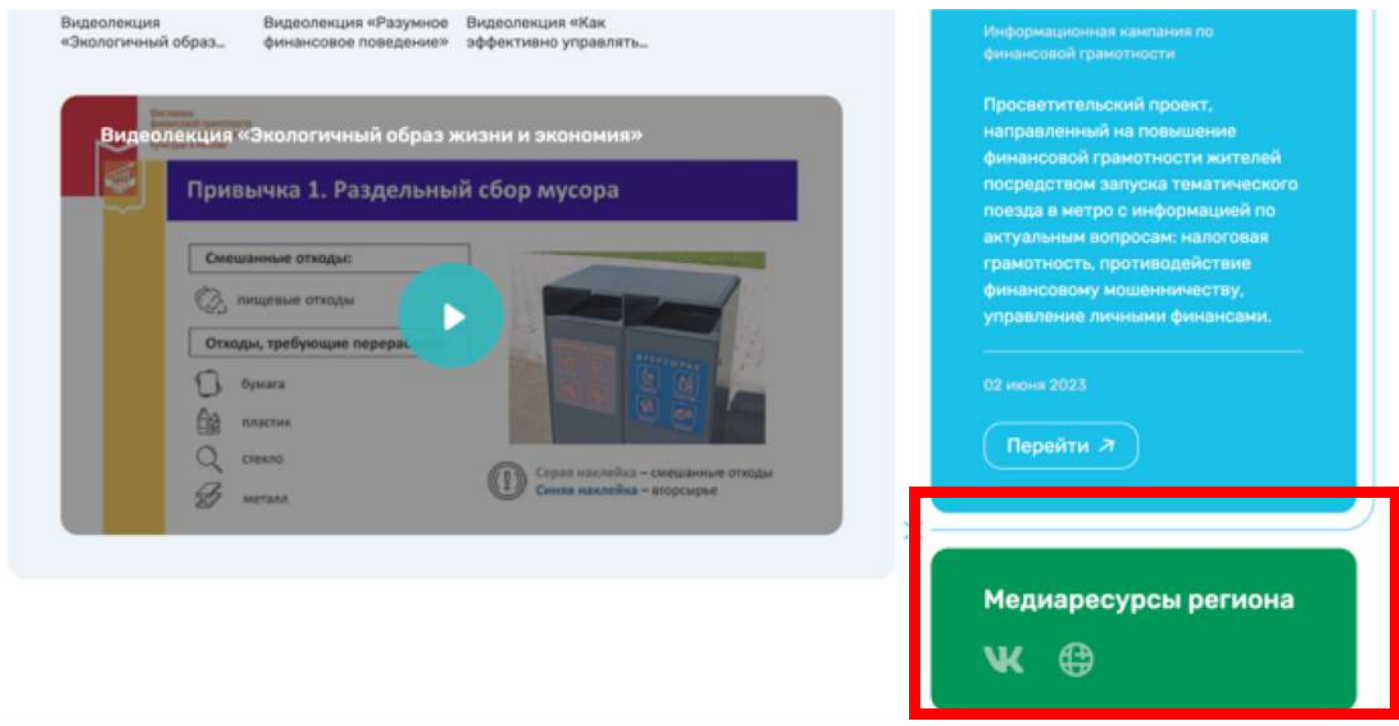 Видеолекция
«Экологичный образ...
Видеолекция «Разумное
финансовое поведение»
Видеолекция «Как
эффективно управлять...
Видеолекция «Экологичный образ жизни и экономия»
Привычка 1. Раздельный сбор мусора
Смешанные отходы:
пищевые отходы
Отходы, требующие
бумага
пластик
стекло
металл
ВТОРСЫРЬЕ
Серая наклейка – смешанные отходы
Синяя наклейка – вторсырье
Информационная кампания по
финансовой грамотности
Просветительский проект,
направленный на повышение
финансовой грамотности жителей
посредством запуска тематического
поезда в метро с информацией по
актуальным вопросам: налоговая
грамотность, противодействие
финансовому мошенничеству,
управление личными финансами.
02 июня 2023
Перейти
Медиаресурсы региона